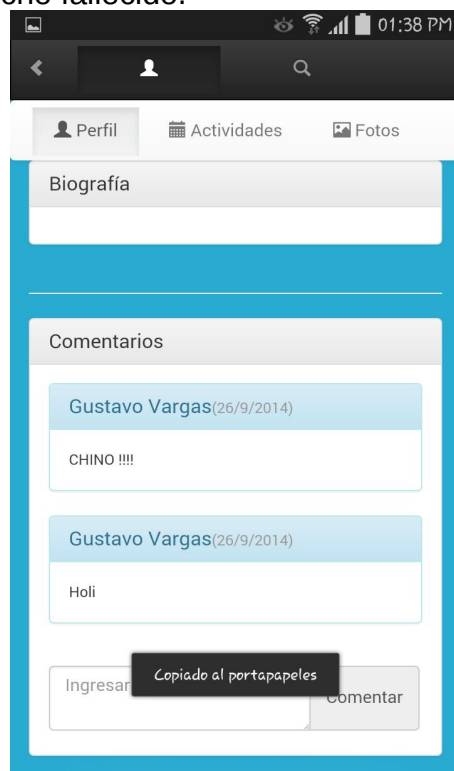 fallecido.
01:38 PM
Perfil Actividades Fotos
Biografía
Comentarios
Gustavo Vargas(26/9/2014)
CHINO !!!!
Gustavo Vargas(26/9/2014)
Holi
Ingresar Comentar
Copiado al portapapeles